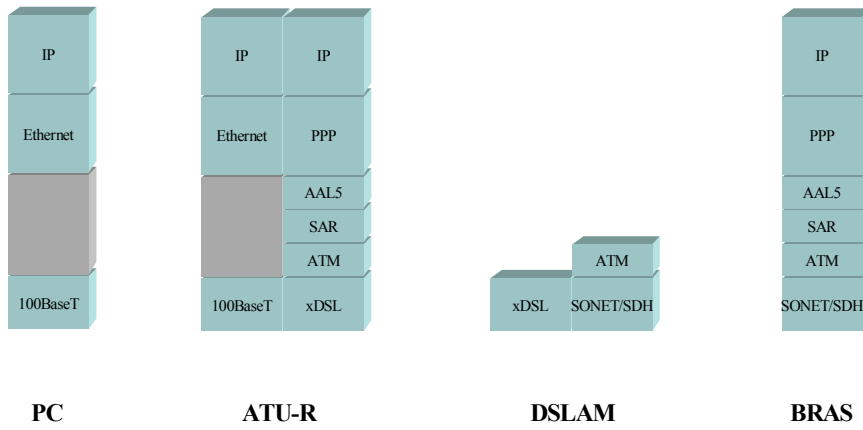 IP
Ethernet
100BaseT
PC
IP
IP
Ethernet
PPP
AAL5
SAR
ATM
100BaseT
xDSL
ATU-R
ATM
xDSL
SONET/SDH
DSLAM
IP
PPP
AAL5
SAR
ATM
SONET/SDH
BRAS